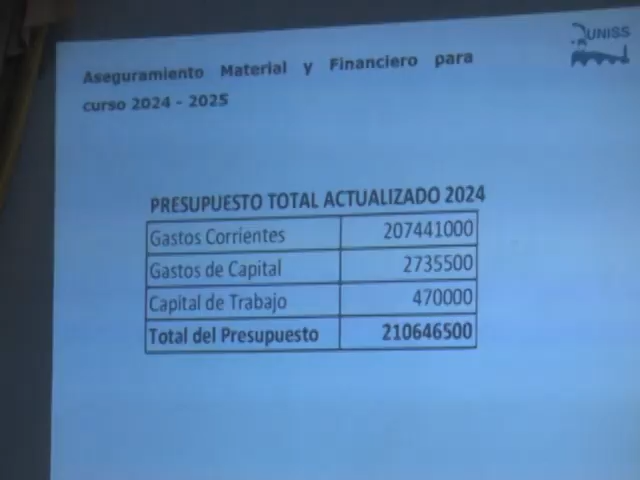 UNISS
Aseguramiento Material y Financiero para
curso 2024 - 2025
PRESUPUESTO TOTAL ACTUALIZADO 2024
Gastos Corrientes 207441000
Gastos de Capital 2735500
Capital de Trabajo 470000
Total del Presupuesto 210646500